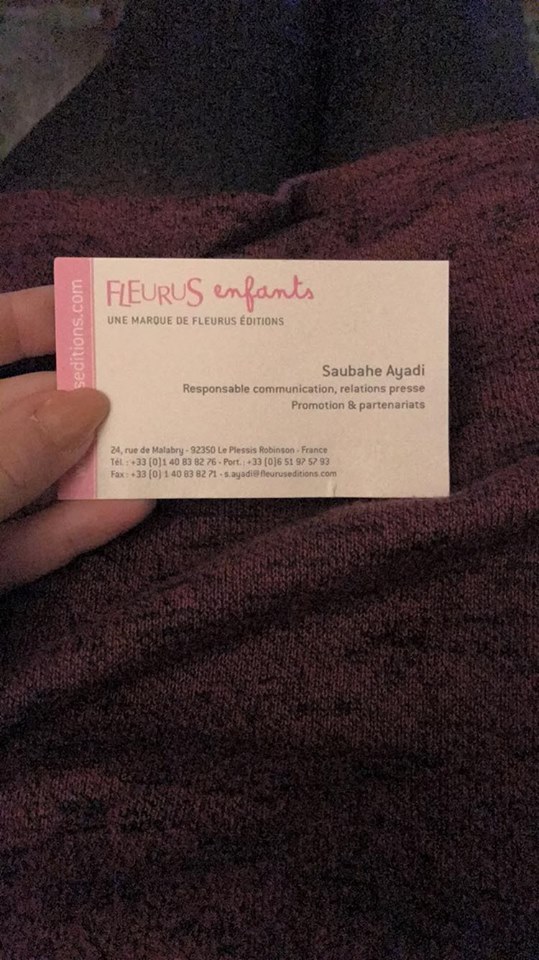 FLEURUS enfants
UNE MARQUE DE FLEURUS ÉDITIONS
seditions.com
Saubahe Ayadi
Responsable communication, relations presse
Promotion & partenariats
24, rue de Malabry - 92350 Le Plessis Robinson - France
Tél. : +33 (0)1 40 83 82 76 - Port. : +33 (0)6 51 97 57 93
Fax : +33 (0) 1 40 83 82 71 - s.ayadi@fleuruseditions.com